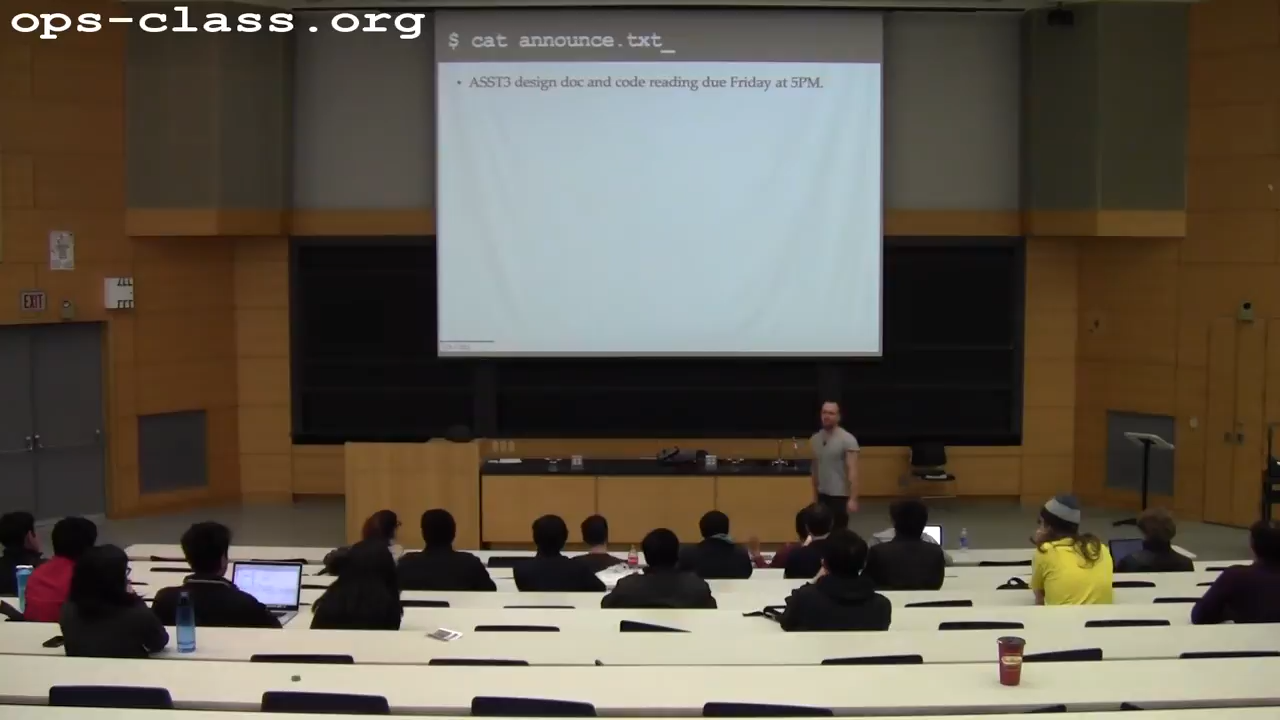 ops-class.org
$ cat announce.txt_
• ASST3 design doc and code reading due Friday at 5PM.
EXIT